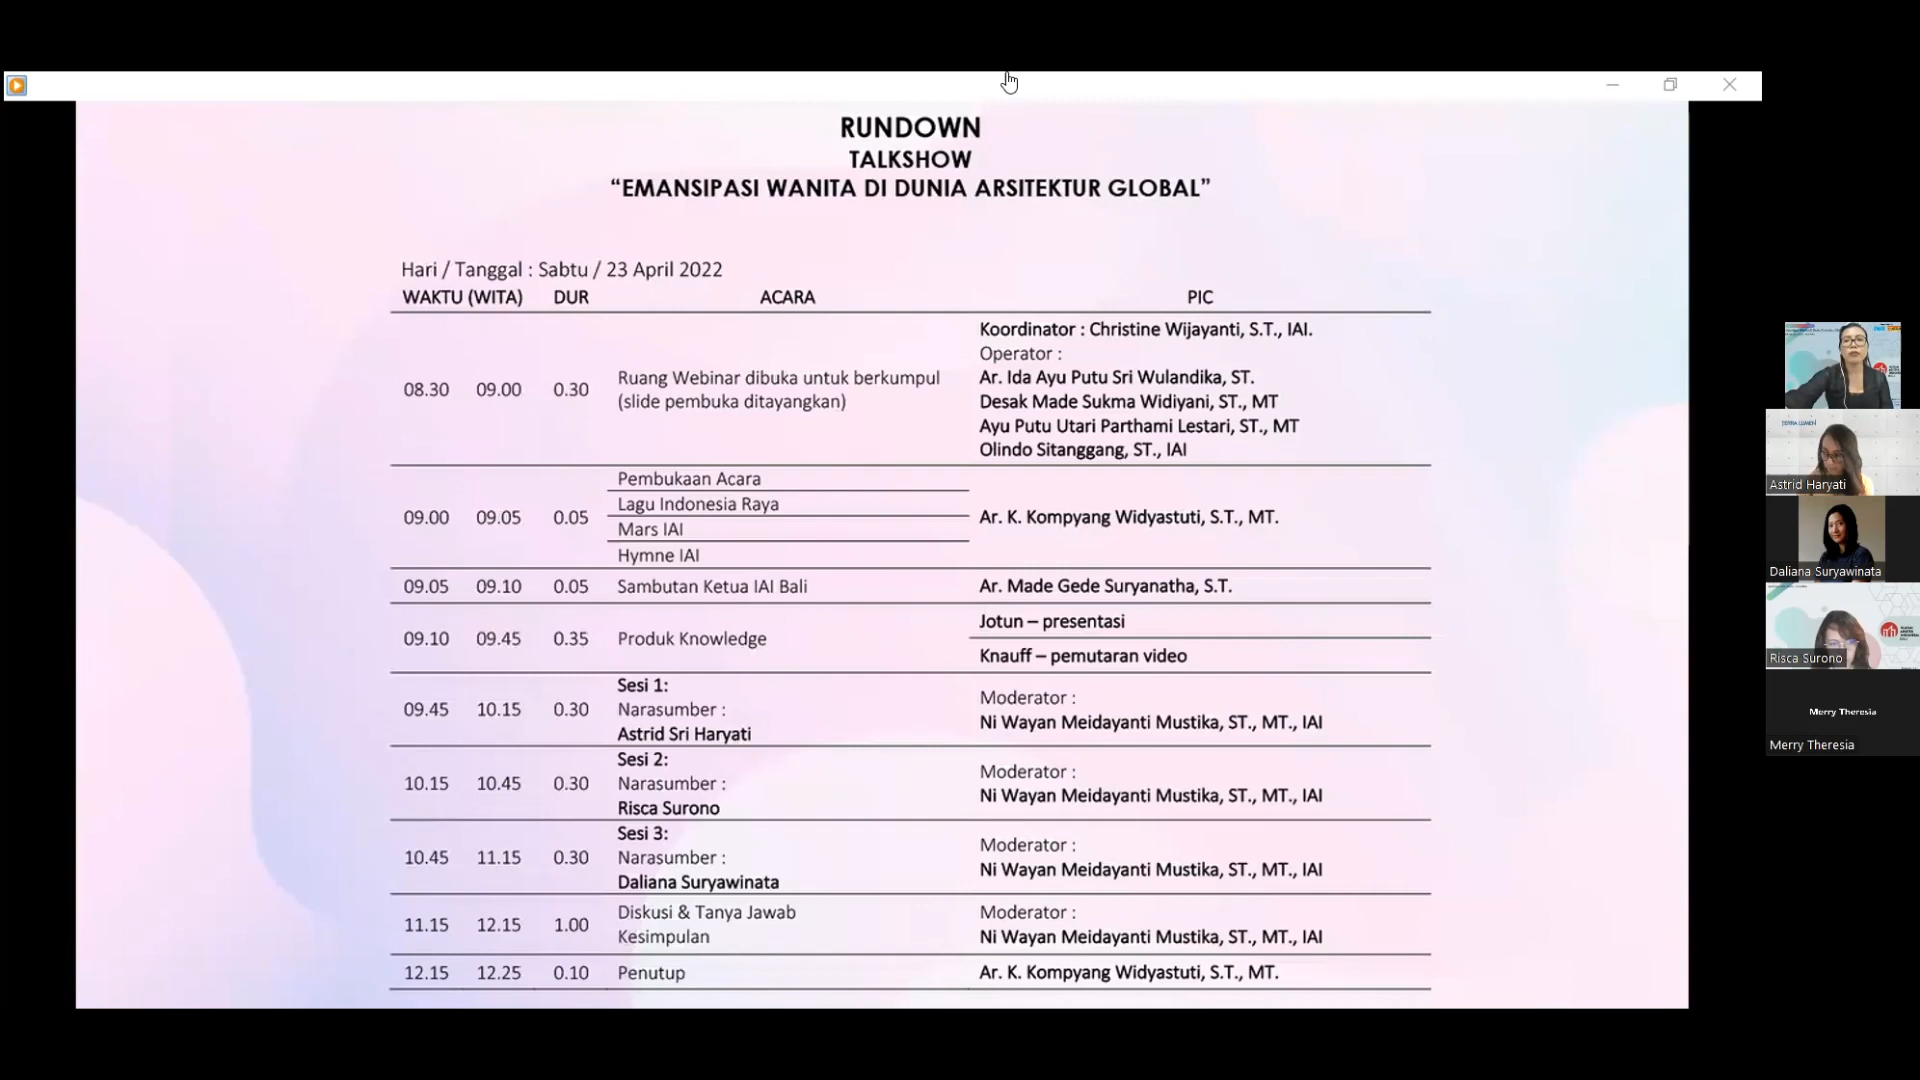 RUNDOWN
TALKSHOW
“EMANSIPASI WANITA DI DUNIA ARSITEKTUR GLOBAL”
Hari / Tanggal : Sabtu / 23 April 2022
WAKTU (WITA) DUR ACARA PIC
08.30 09.00 0.30 Ruang Webinar dibuka untuk berkumpul
(slide pembuka ditayangkan)
Koordinator : Christine Wijayanti, S.T., IAI.
Operator :
Ar. Ida Ayu Putu Sri Wulandika, ST.
Desak Made Sukma Widiyani, ST., MT
Ayu Putu Utari Parthami Lestari, ST., MT
Olindo Sitanggang, ST., IAI
09.00 09.05 0.05
Pembukaan Acara
Lagu Indonesia Raya
Mars IAI
Hymne IAI
Ar. K. Kompyang Widyastuti, S.T., MT.
09.05 09.10 0.05 Sambutan Ketua IAI Bali Ar. Made Gede Suryanatha, S.T.
09.10 09.45 0.35 Produk Knowledge
Jotun – presentasi
Knauff – pemutaran video
09.45 10.15 0.30
Sesi 1:
Narasumber :
Astrid Sri Haryati
Moderator :
Ni Wayan Meidayanti Mustika, ST., MT., IAI
10.15 10.45 0.30
Sesi 2:
Narasumber :
Risca Surono
Moderator :
Ni Wayan Meidayanti Mustika, ST., MT., IAI
10.45 11.15 0.30
Sesi 3:
Narasumber :
Daliana Suryawinata
Moderator :
Ni Wayan Meidayanti Mustika, ST., MT., IAI
11.15 12.15 1.00
Diskusi & Tanya Jawab
Kesimpulan
Moderator :
Ni Wayan Meidayanti Mustika, ST., MT., IAI
12.15 12.25 0.10 Penutup Ar. K. Kompyang Widyastuti, S.T., MT.
TERRA LUMEN
Astrid Haryati
Daliana Suryawinata
Risca Surono
Merry Theresia
Merry Theresia